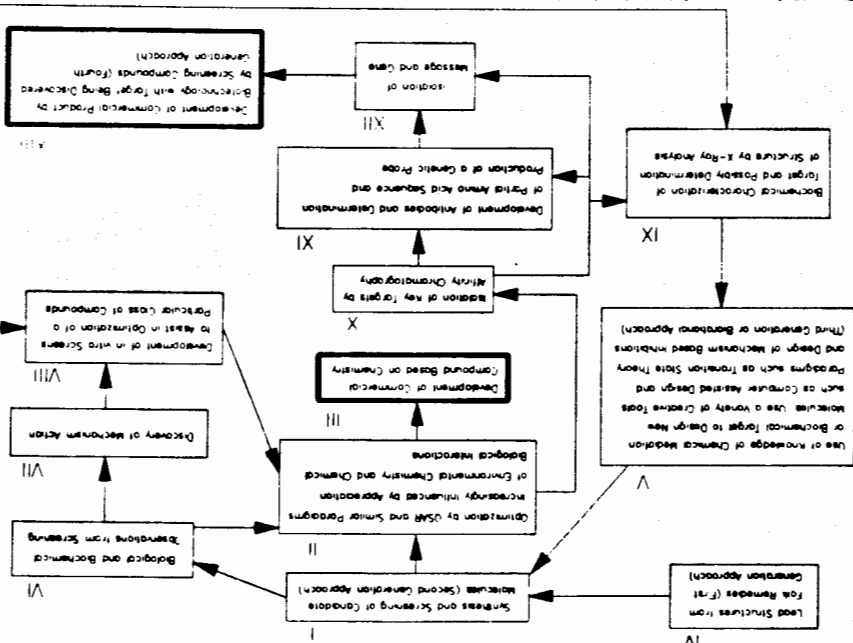 IV
Lead Structures from
Folk Remedies (First
Generation Approach)
I
Synthesis and Screening of Candidate
Molecules (Second Generation Approach)
VI
Biological and Biochemical
Observations from Screening
II
Optimization by QSAR and Similar Paradigms
Increasingly Influenced by Appreciation
of Environmental Chemistry and Chemical
Biological Interactions
V
Use of Knowledge of Chemical Mediation
or Biochemical Target to Design New
Molecules Use a Variety of Creative Tools
such as Computer Assisted Design and
Paradigms such as Transition State Theory
and Design of Mechanism Based Inhibitions
(Third Generation or Biorational Approach)
VII
Discovery of Mechanism Action
III
Development of Commercial
Compound Based on Chemistry
VIII
Development of in vitro Screens
to Assist in Optimization of a
Particular Class of Compounds
X
Isolation of Key Targets by
Affinity Chromatography
IX
Biochemical Characterization of
Target and Possibly Determination
of Structure by X-Ray Analysis
XI
Development of Antibodies and Determination
of Partial Amino Acid Sequence and
Production of a Genetic Probe
XII
Isolation of
Message and Gene
XIII
Development of Commercial Product by
Biotechnology with Target Being Discovered
by Screening Compounds (Fourth
Generation Approach)